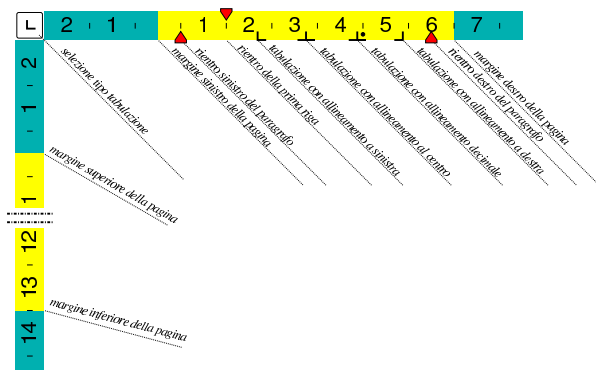 2 1 1 2 3 4 5 6 7
selezione tipo tabulazione
margine sinistro della pagina
rientro sinistro del paragrafo
rientro della prima riga
tabulazione con allineamento a sinistra
tabulazione con allineamento al centro
tabulazione con allineamento decimale
tabulazione con allineamento a destra
rientro destro del paragrafo
margine destro della pagina
2
1
margine superiore della pagina
1
12
13
margine inferiore della pagina
14